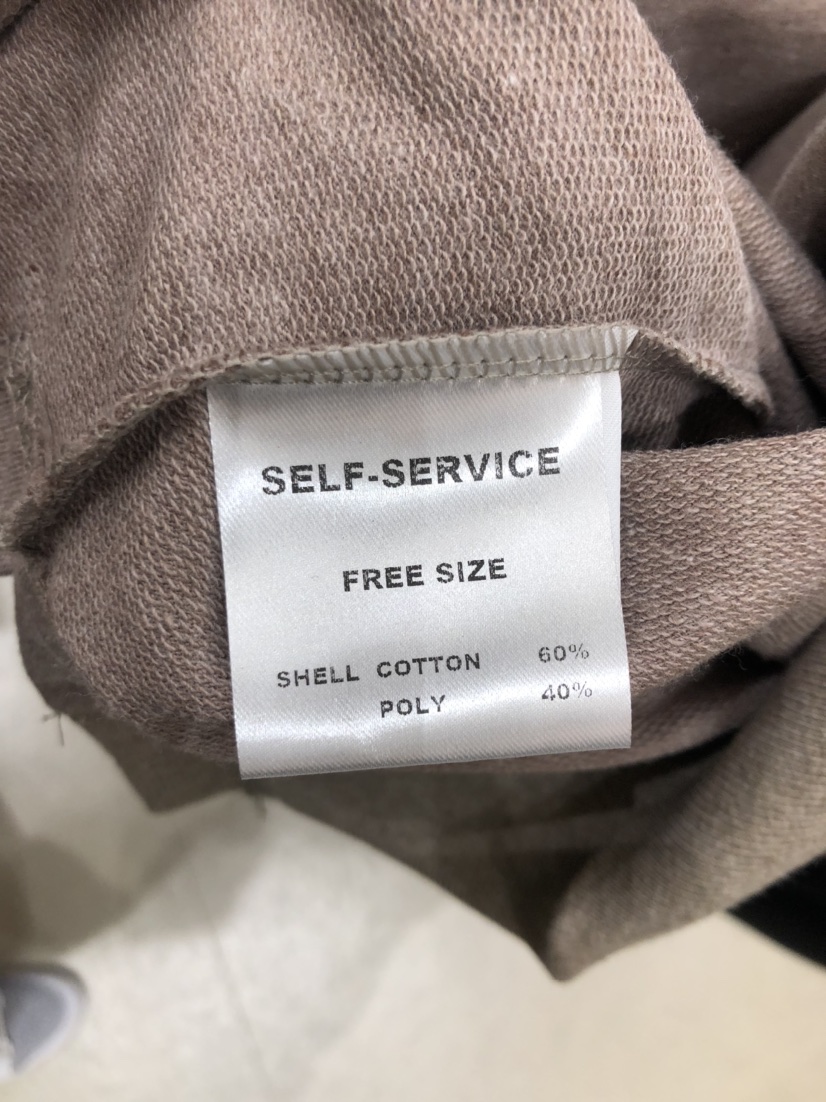 SELF-SERVICE
FREE SIZE
SHELL COTTON 60%
POLY 40%